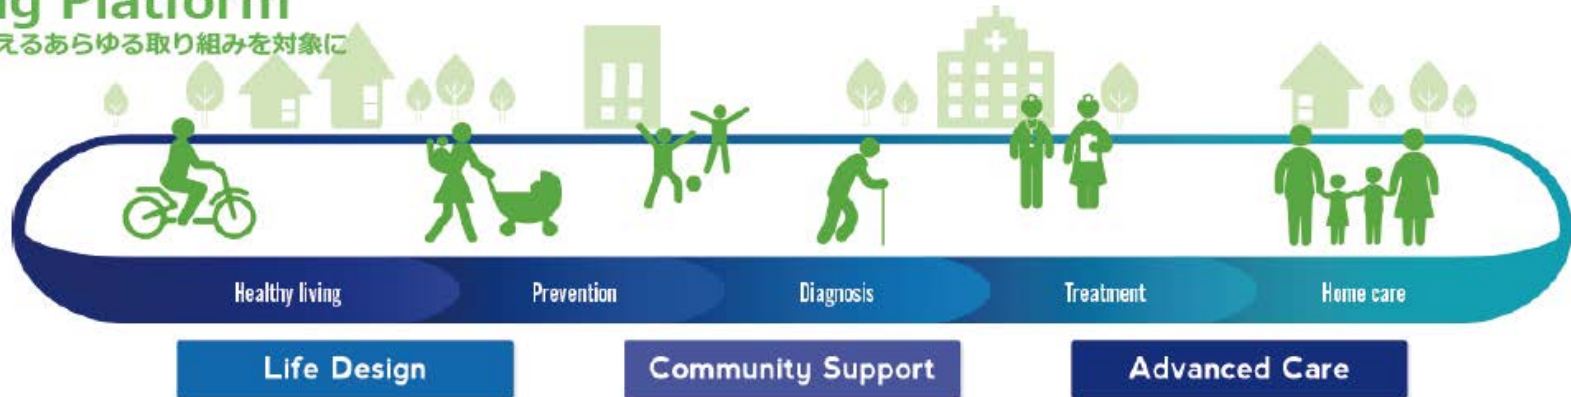 ng Platform
えるあらゆる取り組みを対象に
Healthy living Prevention Diagnosis Treatment Home care
Life Design Community Support Advanced Care